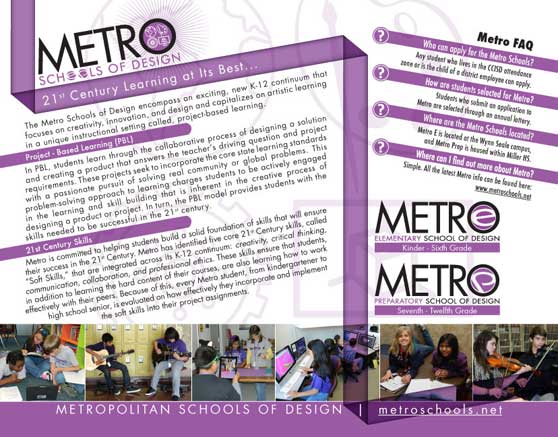 METRO
SCHOOLS OF DESIGN
21st Century Learning at Its Best...
The Metro Schools of Design encompass an exciting, new K-12 continuum that
focuses on creativity, innovation, and design and capitalizes on artistic learning
in a unique instructional setting called, project-based learning.
Project - Based Learning (PBL)
In PBL, students learn through the collaborative process of designing a solution
and creating a product that answers the teacher's driving question and project
requirements. These projects seek to incorporate the core state learning standards
with a passionate pursuit of solving real community or global problems. This
problem-solving approach to learning charges students to be actively engaged
in the learning and skill building that is inherent in the creative process of
designing a product or project. In turn, the PBL model provides students with the
skills needed to be successful in the 21st century.
21st Century Skills
Metro is committed to helping students build a solid foundation of skills that will ensure
their success in the 21st Century. Metro has identified five core 21st Century skills, called
"Soft Skills," that are integrated across its K-12 continuum: creativity, critical thinking,
communication, collaboration, and professional ethics. These skills ensure that students,
in addition to learning the hard content of their courses, are also learning how to work
effectively with their peers. Because of this, every Metro student, from kindergartener to
high school senior, is evaluated on how effectively they incorporate and implement
the soft skills into their project assignments.
Metro FAQ
? Who can apply for the Metro Schools?
Any student who lives in the CCISD attendance
zone or is the child of a district employee can apply.
? How are students selected for Metro?
Students who submit an application to
Metro are selected through an annual lottery.
? Where are the Metro Schools located?
Metro E is located at the Wynn Seale campus,
and Metro Prep is housed within Miller HS.
? Where can I find out more about Metro?
Simple. All the latest Metro info can be found here:
www.metroschools.net
METRO e
ELEMENTARY SCHOOL OF DESIGN
Kinder - Sixth Grade
METRO p
PREPARATORY SCHOOL OF DESIGN
Seventh - Twelfth Grade
METROPOLITAN SCHOOLS OF DESIGN | metroschools.net